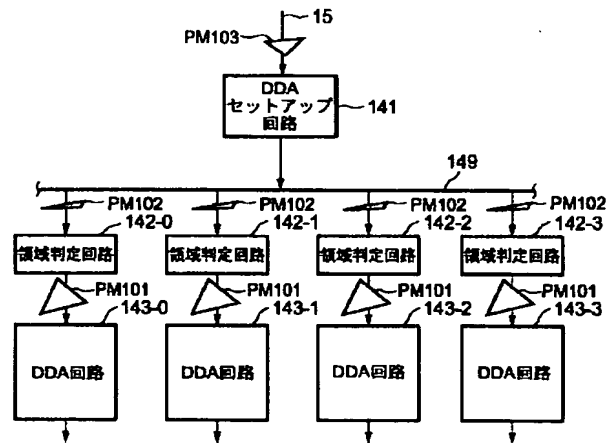 15
PM103
DDA
セットアップ
回路
141
149
PM102 PM102 PM102 PM102
142-0 142-1 142-2 142-3
領域判定回路 領域判定回路 領域判定回路 領域判定回路
PM101 PM101 PM101 PM101
143-0 143-1 143-2 143-3
DDA回路 DDA回路 DDA回路 DDA回路